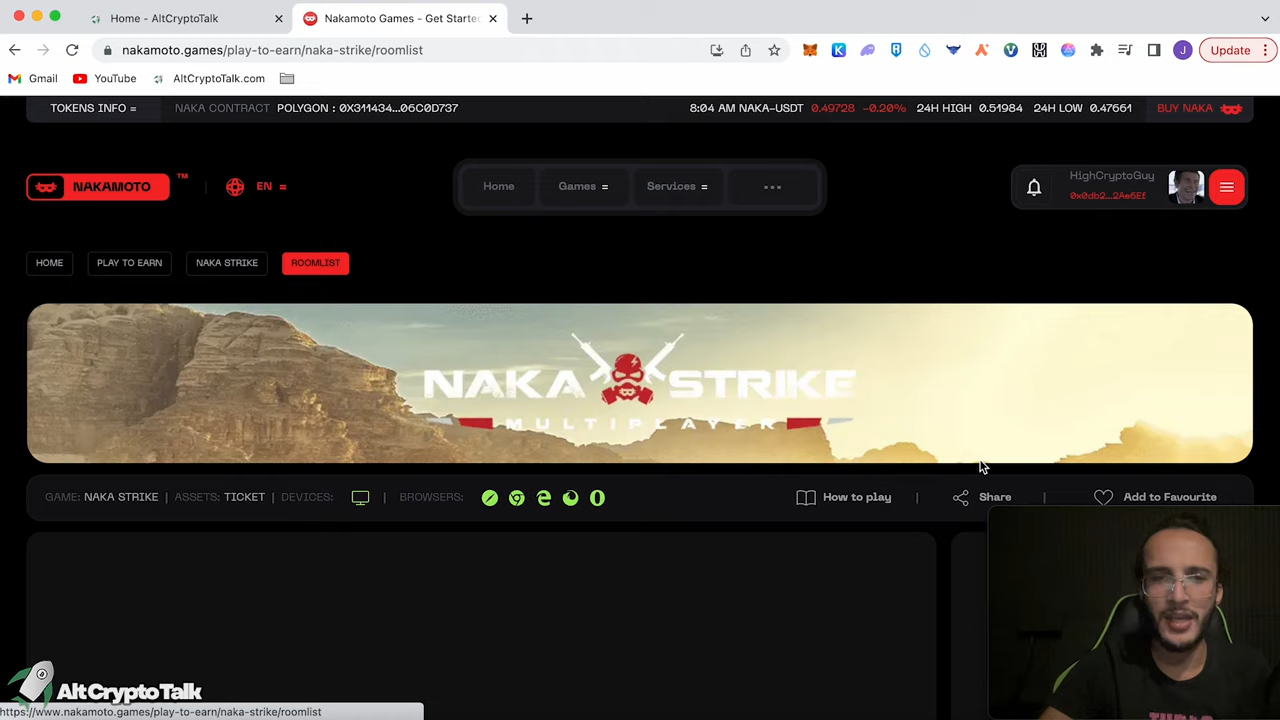 Home - AltCryptoTalk
Nakamoto Games - Get Starte
nakamoto.games/play-to-earn/naka-strike/roomlist
J
Update
Gmail
YouTube
AltCryptoTalk.com
TOKENS INFO =
NAKA CONTRACT POLYGON : 0X311434...06C0D737
8:04 AM NAKA-USDT 0.49728 -0.20% 24H HIGH 0.51984 24H LOW 0.47661 BUY NAKA
NAKAMOTO ™
EN =
Home
Games =
Services =
HighCryptoGuy
0x0db2...2Ae6Ef
HOME
PLAY TO EARN
NAKA STRIKE
ROOMLIST
NAKA STRIKE
MULTIPLAYER
GAME: NAKA STRIKE | ASSETS: TICKET | DEVICES: | BROWSERS:
How to play | Share | Add to Favourite
AltCryptoTalk
https://www.nakamoto.games/play-to-earn/naka-strike/roomlist